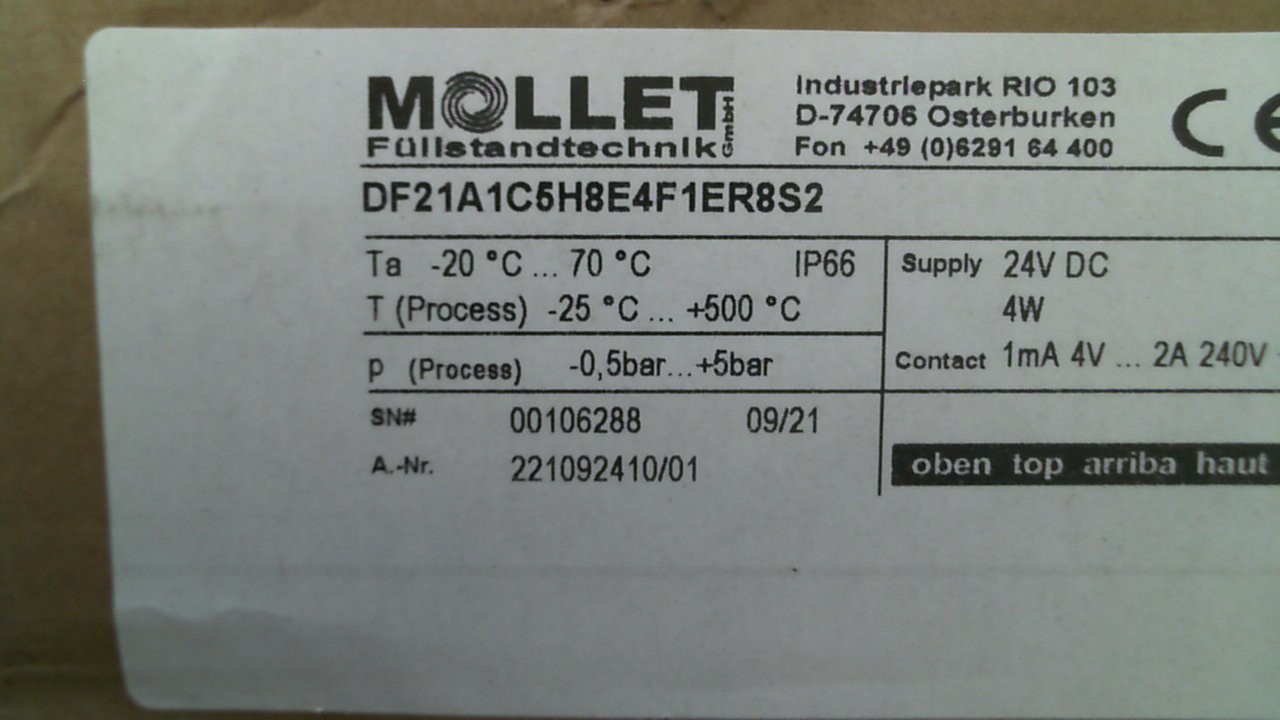 MOLLET GmbH
Füllstandtechnik
Industriepark RIO 103
D-74706 Osterburken
Fon +49 (0)6291 64 400
CE
DF21A1C5H8E4F1ER8S2
Ta -20 °C ... 70 °C IP66
T (Process) -25 °C ... +500 °C
p (Process) -0,5bar...+5bar
SN# 00106288 09/21
A.-Nr. 221092410/01
Supply 24V DC
4W
Contact 1mA 4V ... 2A 240V
oben top arriba haut